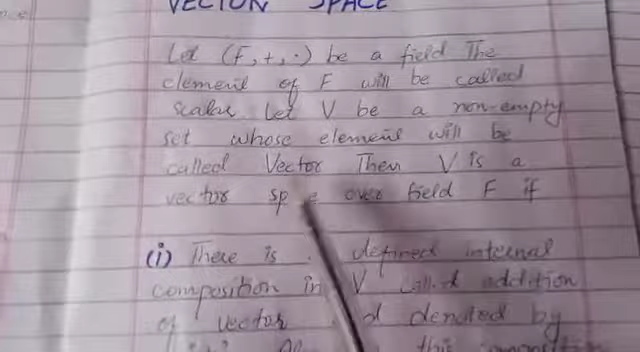 VECTOR SPACE
Let (F, +, ·) be a field The
element of F will be called
scalar Let V be a non-empty
set whose element will be
called Vector Then V is a
vector over field F if
(i) There is defined internal
composition in V called addition
of vector denoted by
this